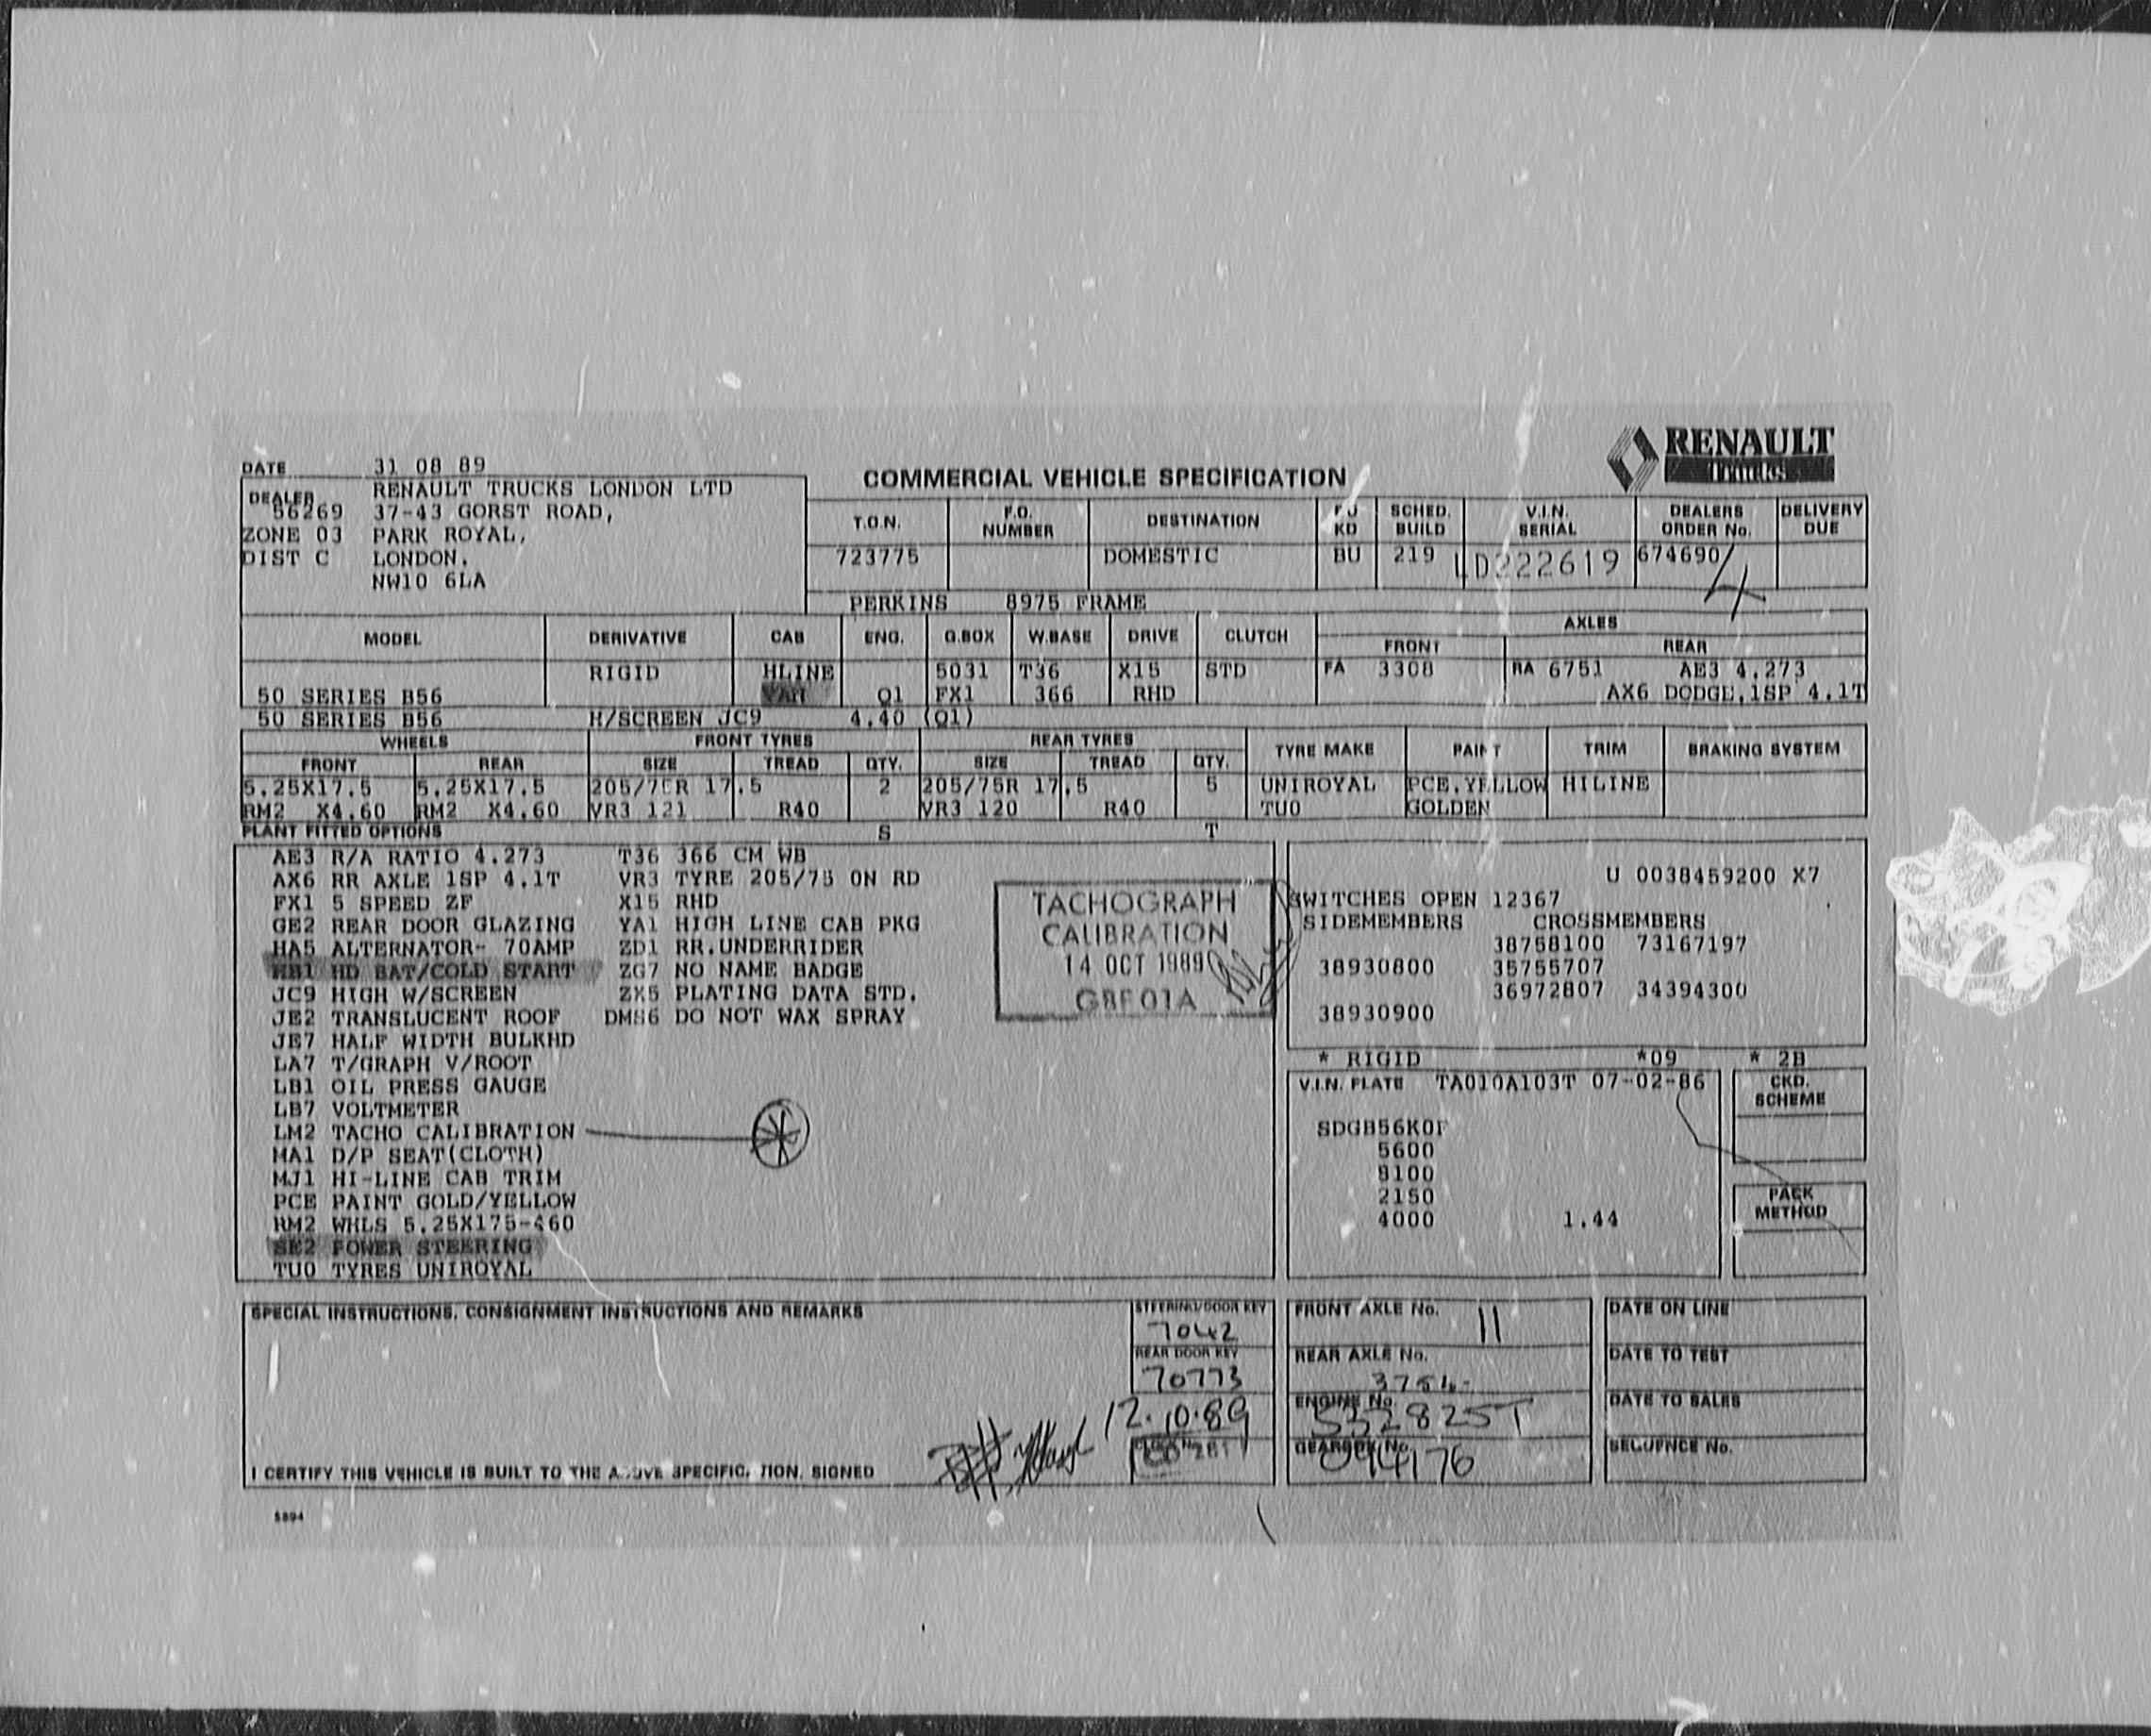 RENAULT
Trucks
DATE 31 08 89
COMMERCIAL VEHICLE SPECIFICATION
DEALER RENAULT TRUCKS LONDON LTD
56269 37-43 GORST ROAD,
ZONE 03 PARK ROYAL,
DIST C LONDON.
NW10 6LA
T.O.N. F.O. NUMBER DESTINATION KD SCHED. BUILD V.I.N. SERIAL DEALERS ORDER No. DELIVERY DUE
723775 DOMESTIC BU 219 LD222619 674690/4
PERKINS 8975 FRAME
MODEL DERIVATIVE CAB ENG. G.BOX W.BASE DRIVE CLUTCH AXLES
FRONT REAR
RIGID HLINE 5031 T36 X15 STD FA 3308 RA 6751 AE3 4.273
50 SERIES B56 VAN Q1 FX1 366 RHD AX6 DODGE,1SP 4.1T
50 SERIES B56 H/SCREEN JC9 4.40 (Q1)
WHEELS FRONT TYRES REAR TYRES TYRE MAKE PAINT TRIM BRAKING SYSTEM
FRONT REAR SIZE TREAD QTY. SIZE TREAD QTY.
5.25X17.5 5.25X17.5 205/75R 17.5 2 205/75R 17.5 5 UNIROYAL PCE.YELLOW HILINE
RM2 X4.60 RM2 X4.60 VR3 121 R40 VR3 120 R40 TU0 GOLDEN
PLANT FITTED OPTIONS S T
AE3 R/A RATIO 4.273 T36 366 CM WB
AX6 RR AXLE 1SP 4.1T VR3 TYRE 205/75 ON RD
FX1 5 SPEED ZF X15 RHD
GE2 REAR DOOR GLAZING YA1 HIGH LINE CAB PKG
HA5 ALTERNATOR- 70AMP ZD1 RR.UNDERRIDER
HB1 HD BAT/COLD START ZG7 NO NAME BADGE
JC9 HIGH W/SCREEN ZX5 PLATING DATA STD.
JE2 TRANSLUCENT ROOF DMS6 DO NOT WAX SPRAY
JE7 HALF WIDTH BULKHD
LA7 T/GRAPH V/ROOT
LB1 OIL PRESS GAUGE
LB7 VOLTMETER
LM2 TACHO CALIBRATION
MA1 D/P SEAT(CLOTH)
MJ1 HI-LINE CAB TRIM
PCE PAINT GOLD/YELLOW
RM2 WHLS 5.25X175-460
SE2 POWER STEERING
TU0 TYRES UNIROYAL
TACHOGRAPH
CALIBRATION
14 OCT 1989
GBF 01A
U 0038459200 X7
SWITCHES OPEN 12367
SIDEMEMBERS CROSSMEMBERS
38758100 73167197
38930800 35755707
36972807 34394300
38930900
* RIGID *09 * 2B
V.I.N. PLATE TA010A103T 07-02-86
CKD. SCHEME
SDGB56K0F
5600
9100
2150
4000 1.44
PACK METHOD
SPECIAL INSTRUCTIONS. CONSIGNMENT INSTRUCTIONS AND REMARKS
STEERING/DOOR KEY
7042
REAR DOOR KEY
70773
12.10.89
I CERTIFY THIS VEHICLE IS BUILT TO THE ABOVE SPECIFICATION. SIGNED
FRONT AXLE No. 11
REAR AXLE No.
ENGINE No.
GEARBOX No.
044176
DATE ON LINE
DATE TO TEST
DATE TO SALES
SEQUENCE No.
5894